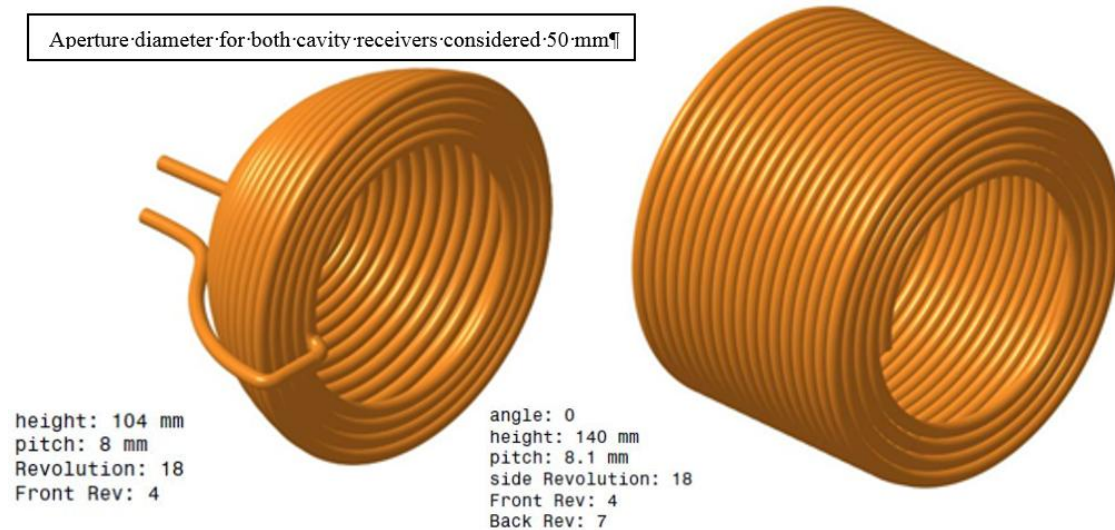 Aperture·diameter·for·both·cavity·receivers·considered·50·mm¶
height: 104 mm
pitch: 8 mm
Revolution: 18
Front Rev: 4
angle: 0
height: 140 mm
pitch: 8.1 mm
side Revolution: 18
Front Rev: 4
Back Rev: 7